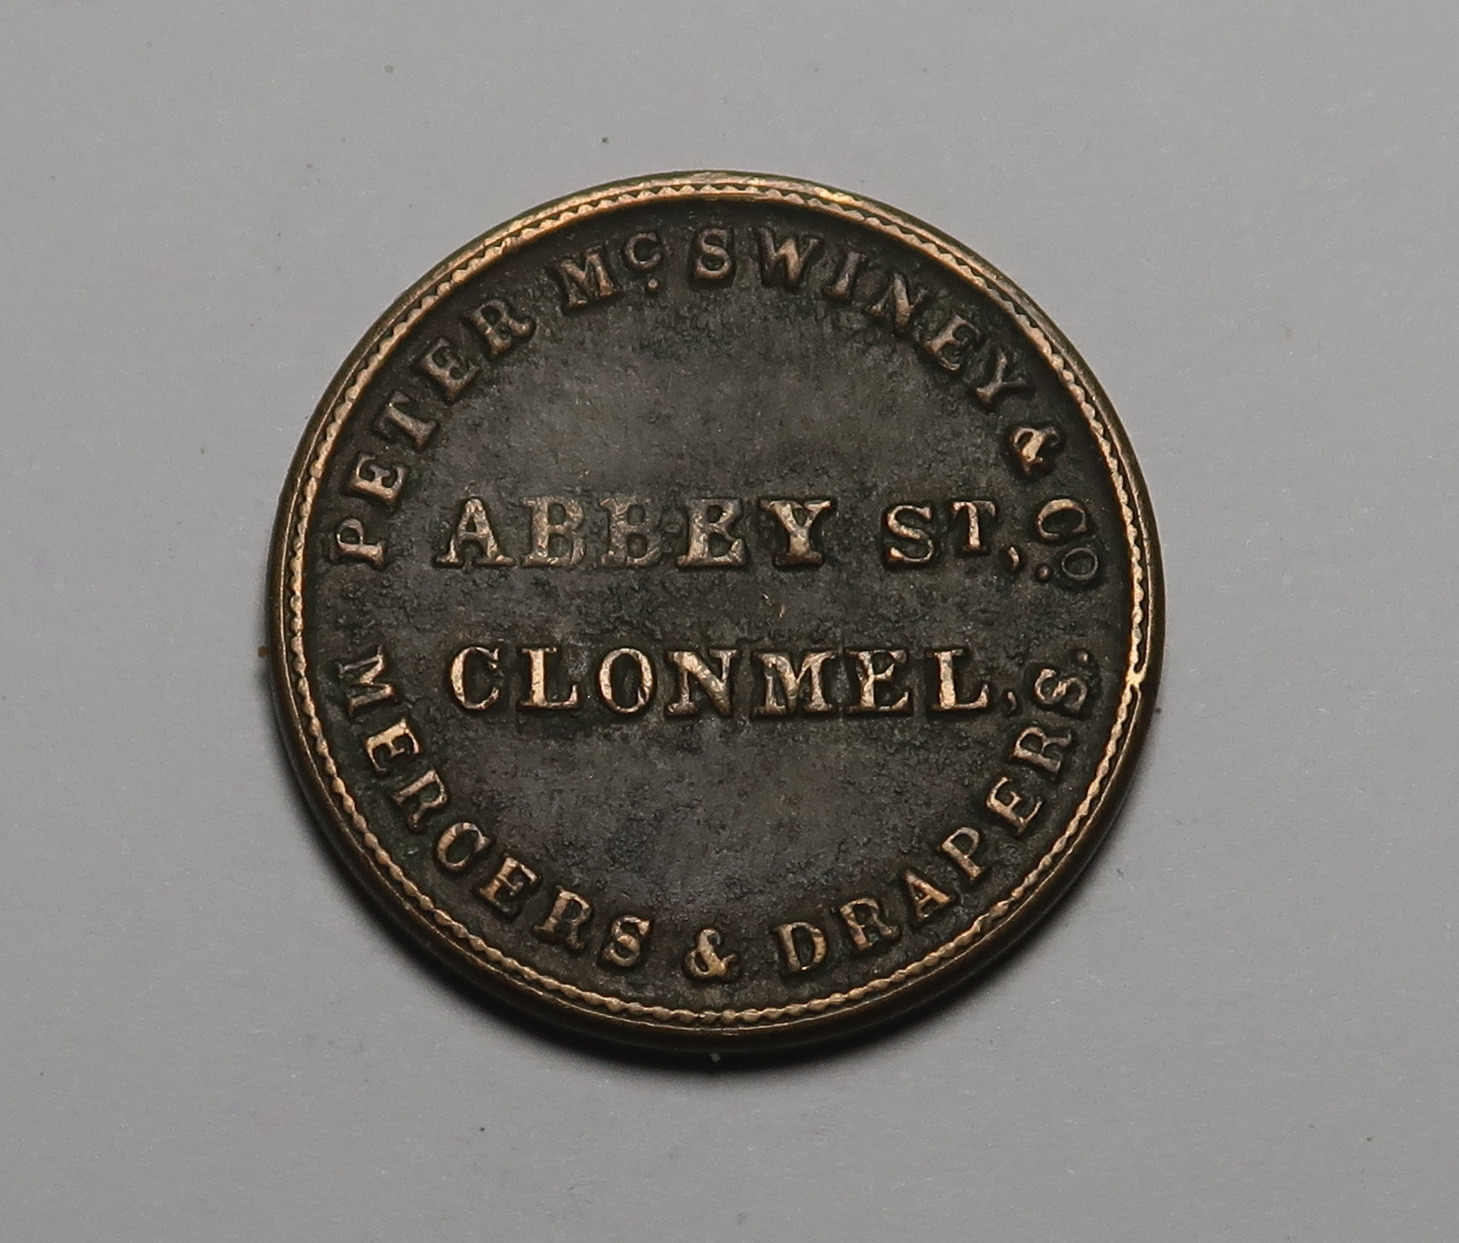 PETER Mc. SWINEY & Co.
ABBEY ST.,
CLONMEL,
MERCERS & DRAPERS.